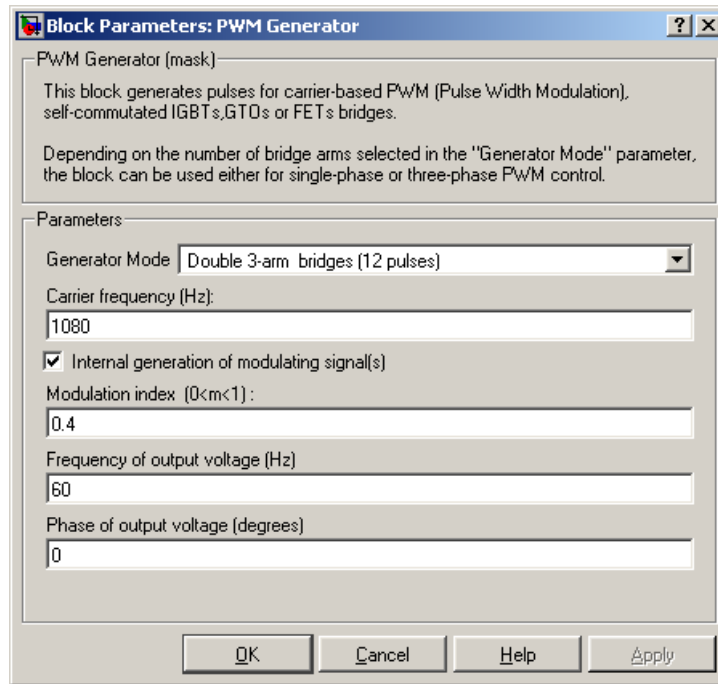 Block Parameters: PWM Generator
PWM Generator (mask)
This block generates pulses for carrier-based PWM (Pulse Width Modulation),
self-commutated IGBTs,GTOs or FETs bridges.
Depending on the number of bridge arms selected in the "Generator Mode" parameter,
the block can be used either for single-phase or three-phase PWM control.
Parameters
Generator Mode Double 3-arm bridges (12 pulses)
Carrier frequency (Hz):
1080
Internal generation of modulating signal(s)
Modulation index (0<m<1) :
0.4
Frequency of output voltage (Hz)
60
Phase of output voltage (degrees)
0
OK Cancel Help Apply